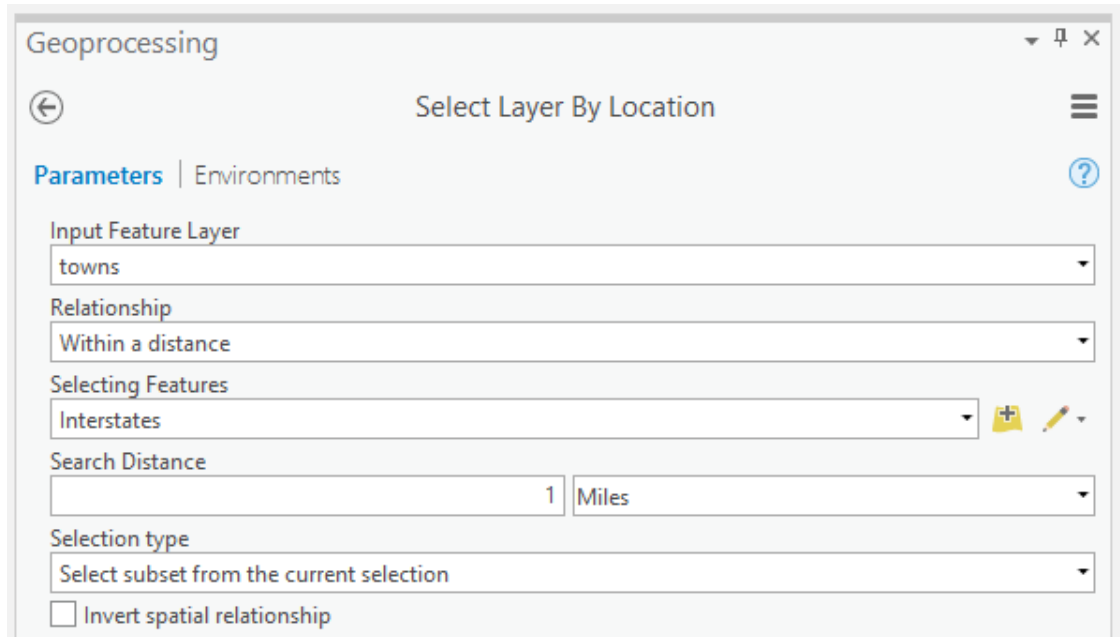 Geoprocessing
Select Layer By Location
Parameters | Environments
Input Feature Layer
towns
Relationship
Within a distance
Selecting Features
Interstates
Search Distance
1 Miles
Selection type
Select subset from the current selection
Invert spatial relationship